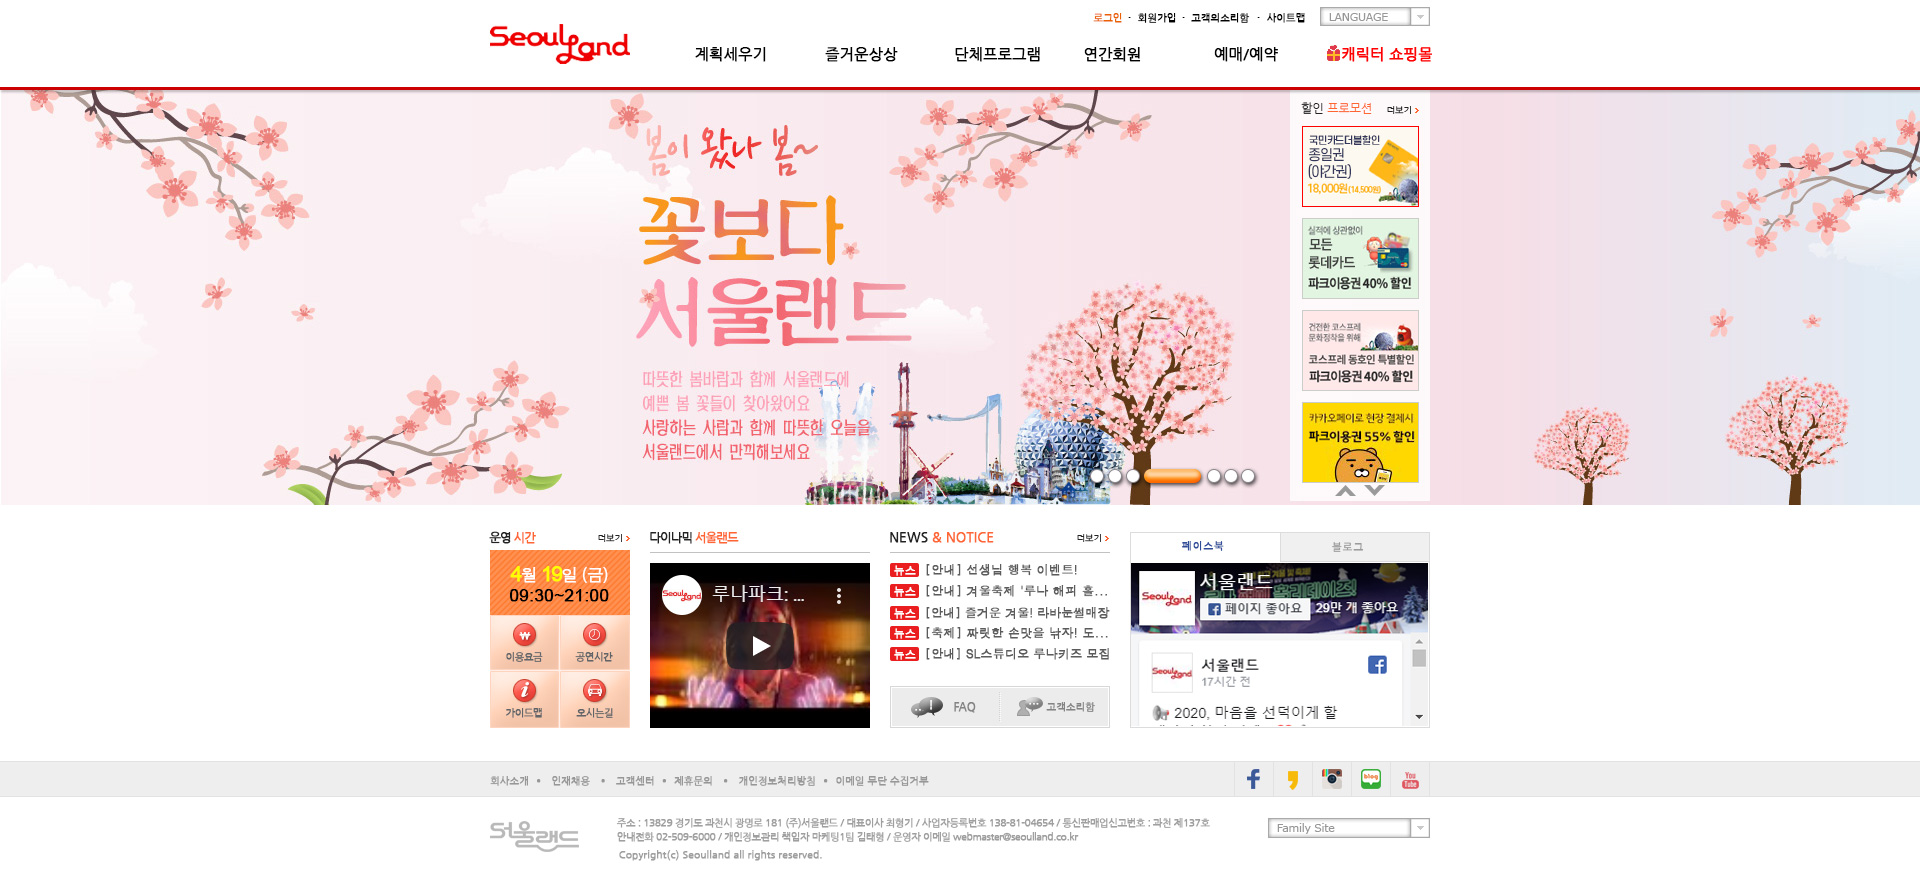 로그인 · 회원가입 · 고객의소리함 · 사이트맵
LANGUAGE
Seoulland
계획세우기
즐거운상상
단체프로그램
연간회원
예매/예약
캐릭터 쇼핑몰
봄이 왔나 봄~
꽃보다
서울랜드
따뜻한 봄바람과 함께 서울랜드에
예쁜 봄 꽃들이 찾아왔어요
사랑하는 사람과 함께 따뜻한 오늘을
서울랜드에서 만끽해보세요
할인 프로모션
더보기
국민카드더블할인
종일권
(야간권)
18,000원(14,500원)
실적에 상관없이
모든
롯데카드
파크이용권 40% 할인
건전한 코스프레
문화정착을 위해
코스프레 동호인 특별할인
파크이용권 40% 할인
카카오페이로 현장 결제시
파크이용권 55% 할인
운영 시간
더보기
4월 19일 (금)
09:30~21:00
이용요금
공연시간
가이드맵
오시는길
다이나믹 서울랜드
Seoulland
루나파크: ...
NEWS & NOTICE
더보기
뉴스 [안내] 선생님 행복 이벤트!
뉴스 [안내] 겨울축제 '루나 해피 홀...
뉴스 [안내] 즐거운 겨울! 라바눈썰매장
뉴스 [축제] 짜릿한 손맛을 낚자! 도...
뉴스 [안내] SL스튜디오 루나키즈 모집
FAQ
고객소리함
페이스북
블로그
Seoulland
서울랜드
페이지 좋아요
29만 개 좋아요
Seoulland
서울랜드
17시간 전
2020, 마음을 선덕이게 할
회사소개 • 인재채용 • 고객센터 • 제휴문의 • 개인정보처리방침 • 이메일 무단 수집거부
blog
You Tube
서울랜드
주소 : 13829 경기도 과천시 광명로 181 (주)서울랜드 / 대표이사 최형기 / 사업자등록번호 138-81-04654 / 통신판매업신고번호 : 과천 제137호
안내전화 02-509-6000 / 개인정보관리 책임자 마케팅1팀 김태형 / 운영자 이메일 webmaster@seoulland.co.kr
Copyright(c) Seoulland all rights reserved.
Family Site